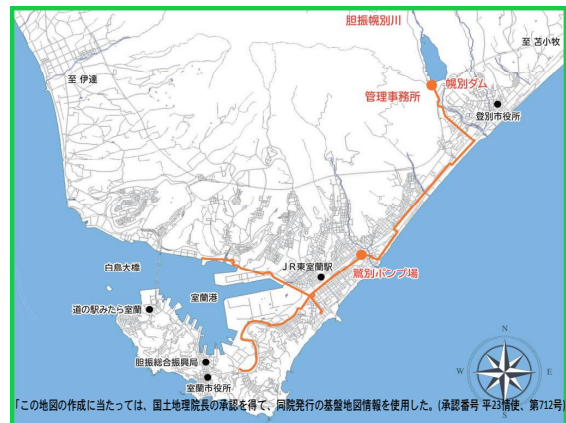 胆振幌別川
至 苫小牧
至 伊達
管理事務所
幌別ダム
登別市役所
白鳥大橋
JR東室蘭駅
鷲別ポンプ場
室蘭港
道の駅みたら室蘭
胆振総合振興局
室蘭市役所
N
W
E
S
「この地図の作成に当たっては、国土地理院長の承認を得て、同院発行の基盤地図情報を使用した。(承認番号 平23情使、第712号)